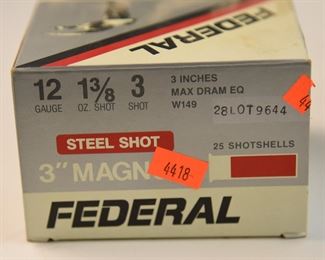 FEDERAL
12 1 3/8 3
GAUGE OZ. SHOT SHOT
3 INCHES
MAX DRAM EQ
W149
28LOT9644
44
STEEL SHOT
25 SHOTSHELLS
3" MAGN
4418
FEDERAL